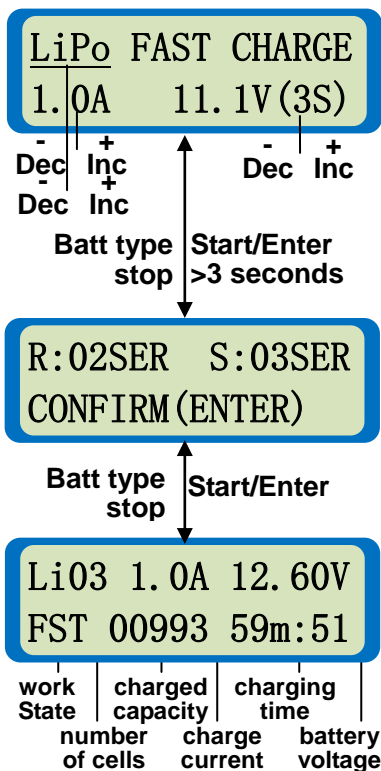 LiPo FAST CHARGE
1.0A 11.1V(3S)
- + - +
Dec Inc Dec Inc
- +
Dec Inc
Batt type Start/Enter
stop >3 seconds
R:02SER S:03SER
CONFIRM(ENTER)
Batt type Start/Enter
stop
Li03 1.0A 12.60V
FST 00993 59m:51
work charged charging
State capacity time
number charge battery
of cells current voltage